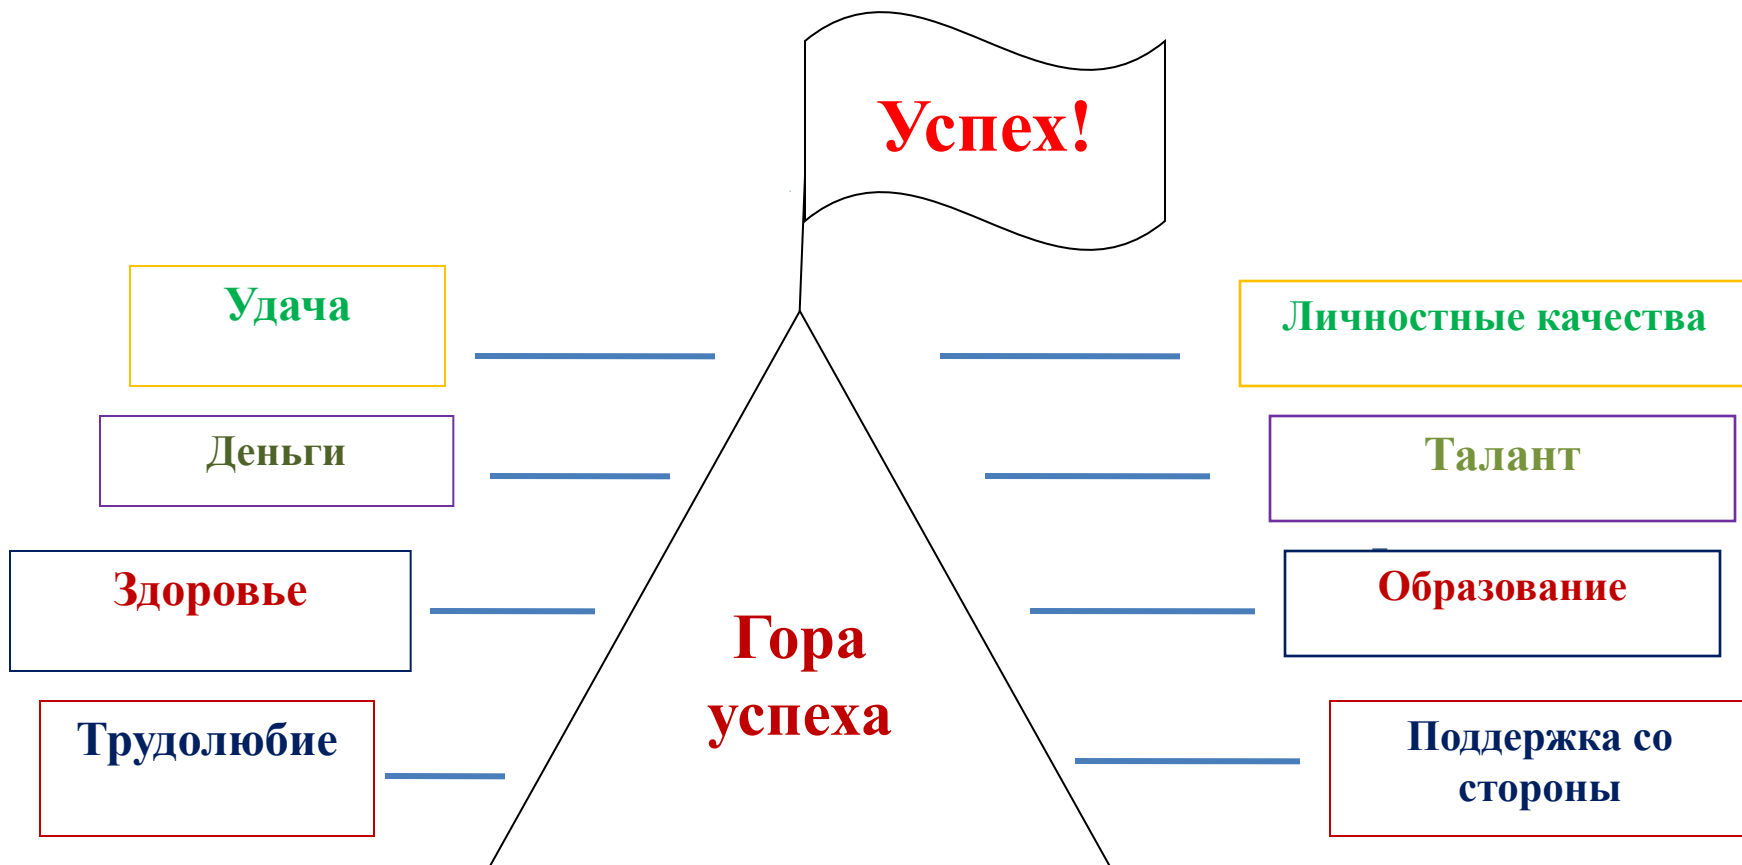 Успех!
Удача
Личностные качества
Деньги
Талант
Здоровье
Образование
Гора
успеха
Трудолюбие
Поддержка со
стороны